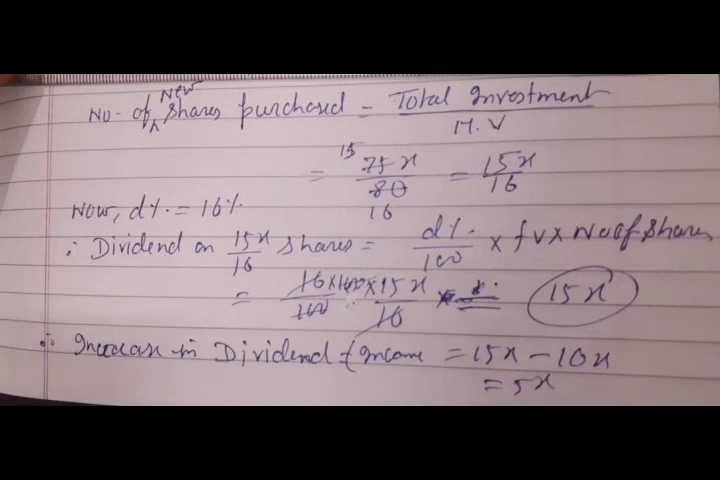 No. of New Shares purchased = Total Investment / M.V
= 15 75x / 80 16 = 15x / 16
Now, d% = 16%
∴ Dividend on 15x/16 shares = d%/100 × fv × No of Shares
= 16 × 100 / 100 × 15x / 16 = 15x
∴ Increase in Dividend / Income = 15x - 10x
= 5x